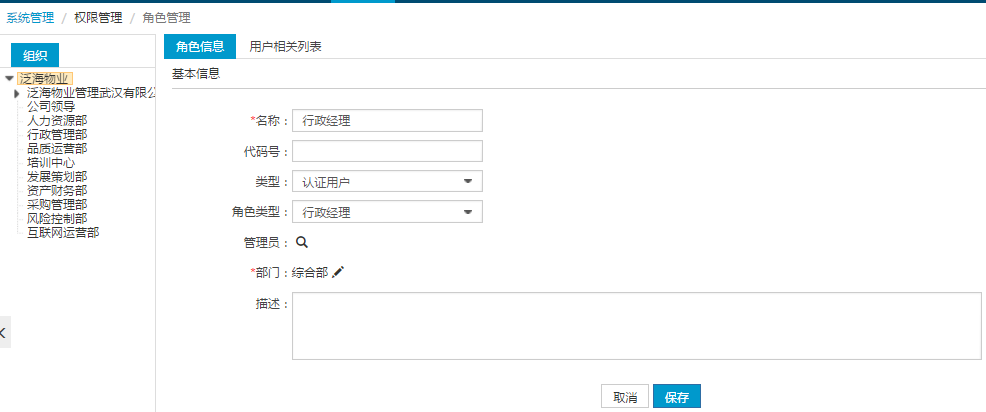 系统管理 / 权限管理 / 角色管理
组织
泛海物业
泛海物业管理武汉有限公
公司领导
人力资源部
行政管理部
品质运营部
培训中心
发展策划部
资产财务部
采购管理部
风险控制部
互联网运营部
角色信息 用户相关列表
基本信息
*名称： 行政经理
代码号：
类型： 认证用户
角色类型： 行政经理
管理员：
*部门：综合部
描述：
取消 保存